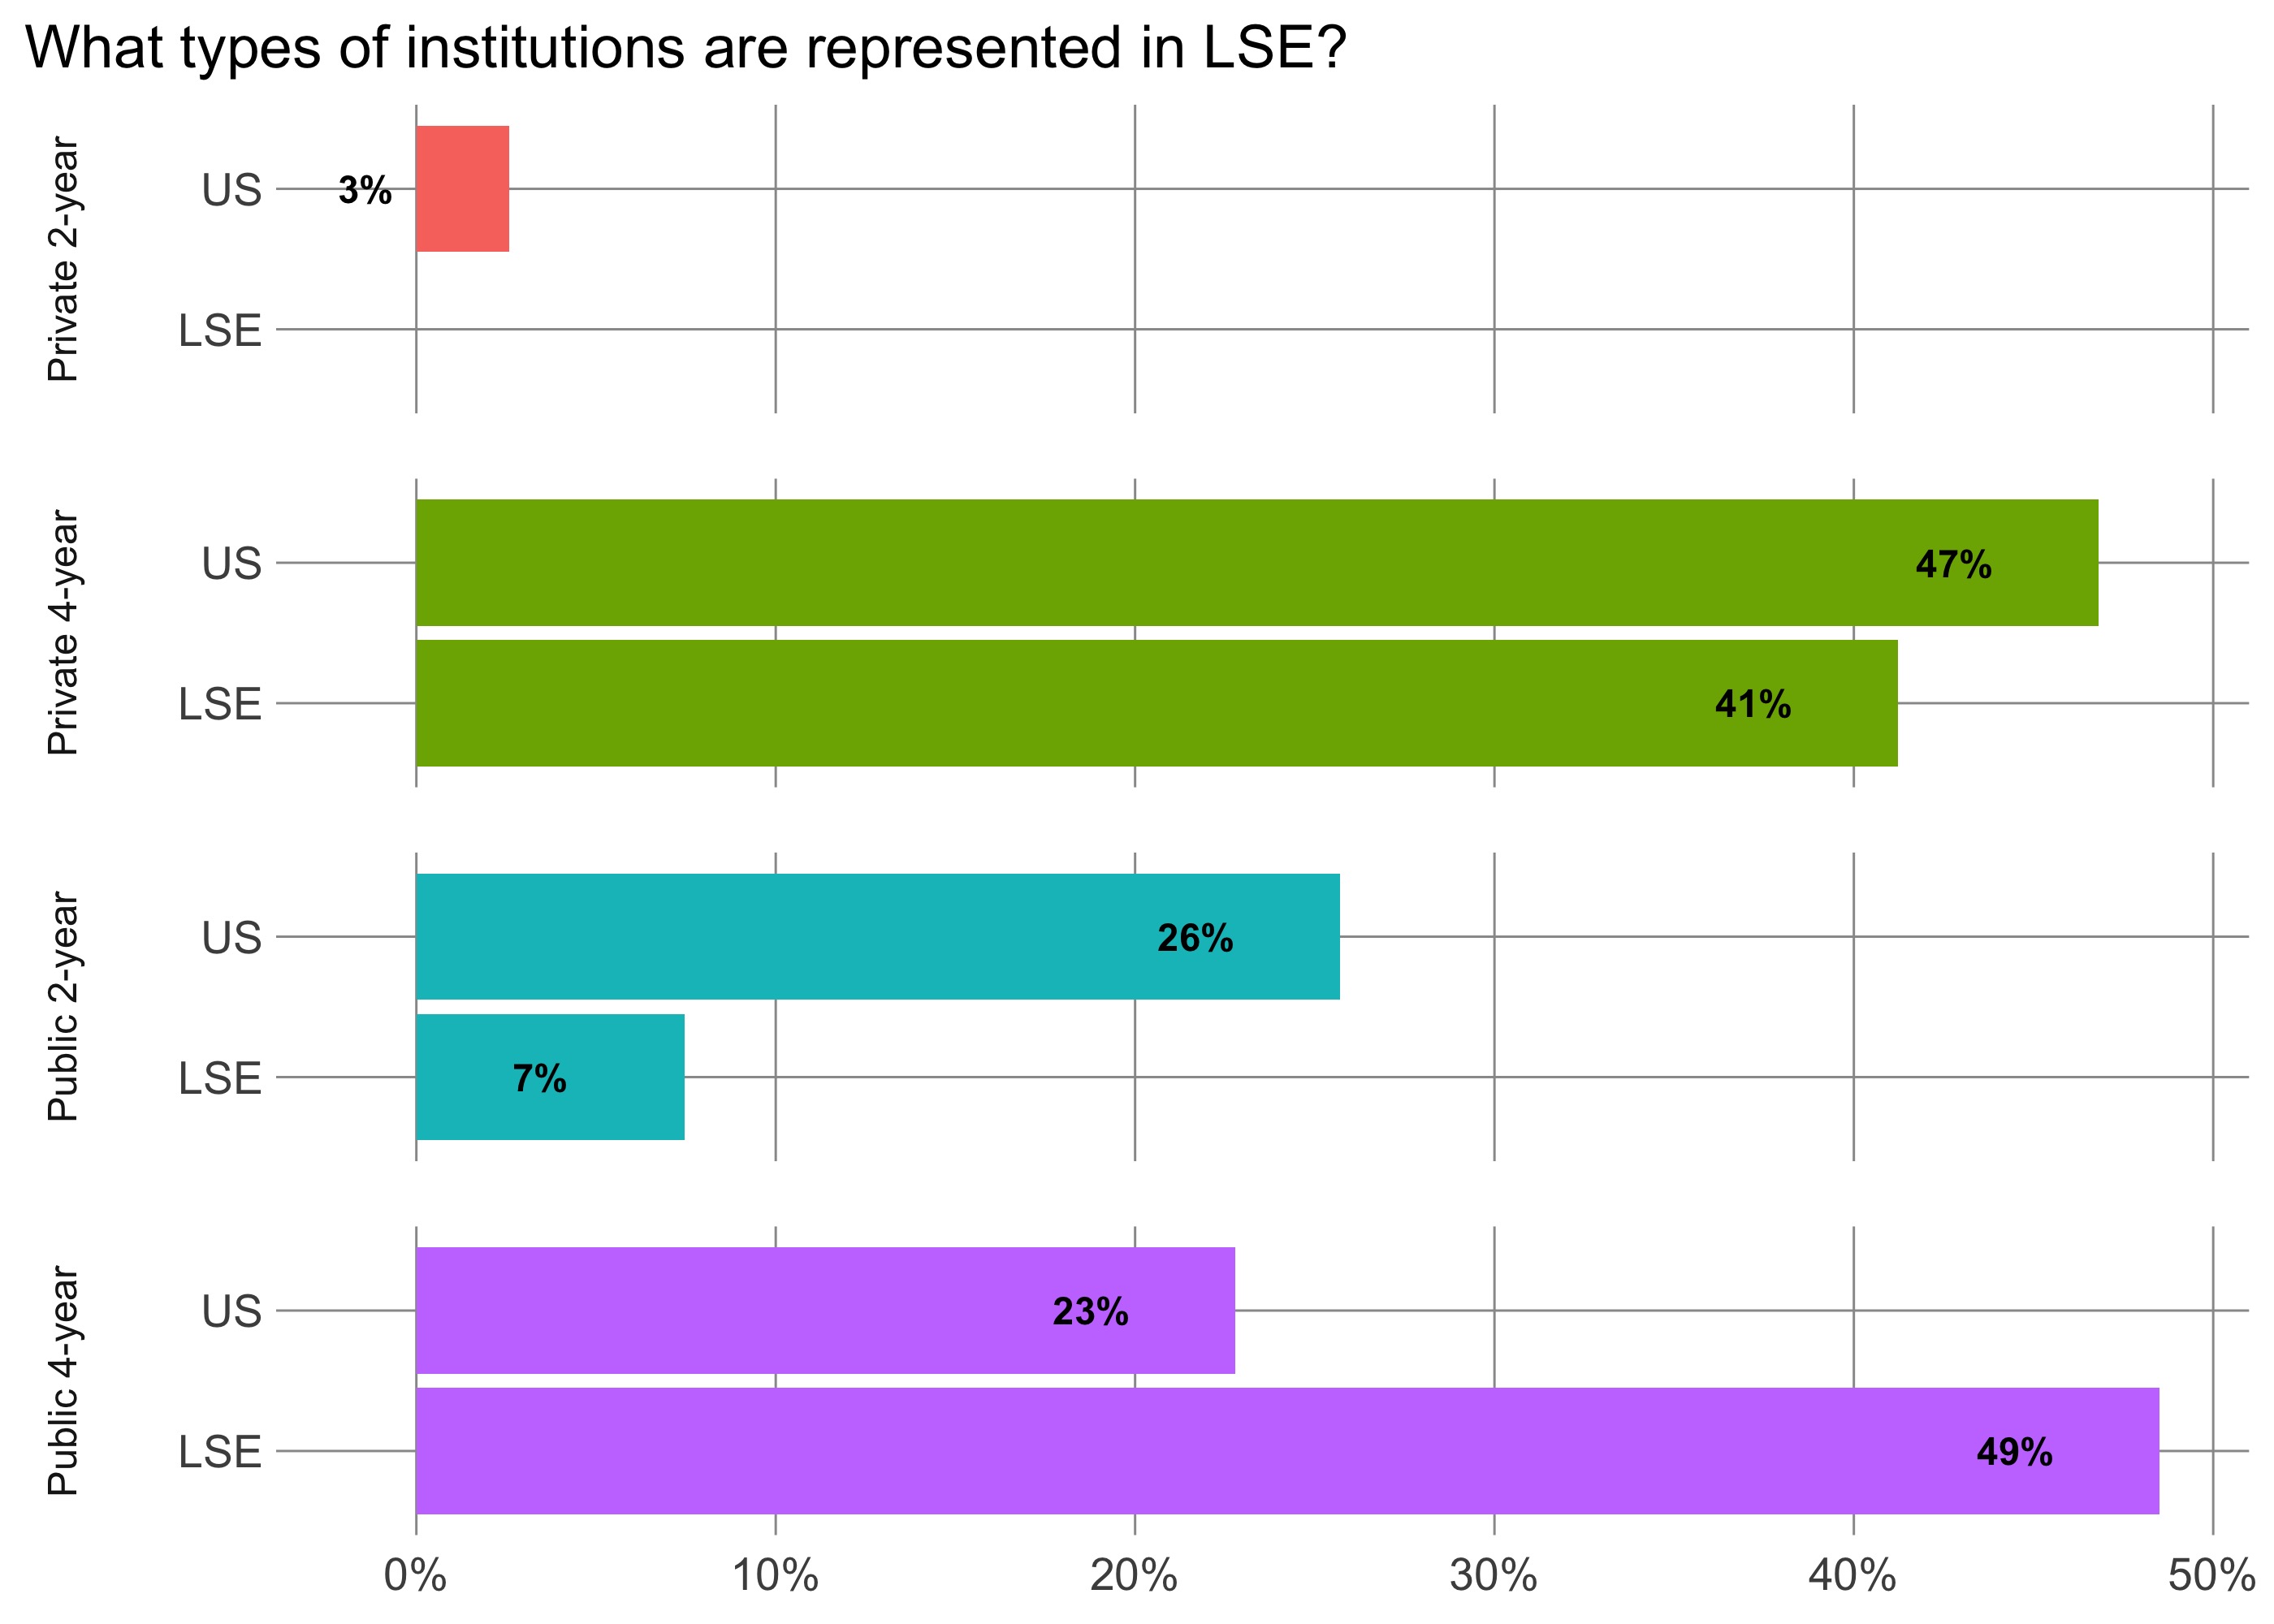 What types of institutions are represented in LSE?
Private 2-year
US
3%
LSE
Private 4-year
US
47%
LSE
41%
Public 2-year
US
26%
LSE
7%
Public 4-year
US
23%
LSE
49%
0% 10% 20% 30% 40% 50%